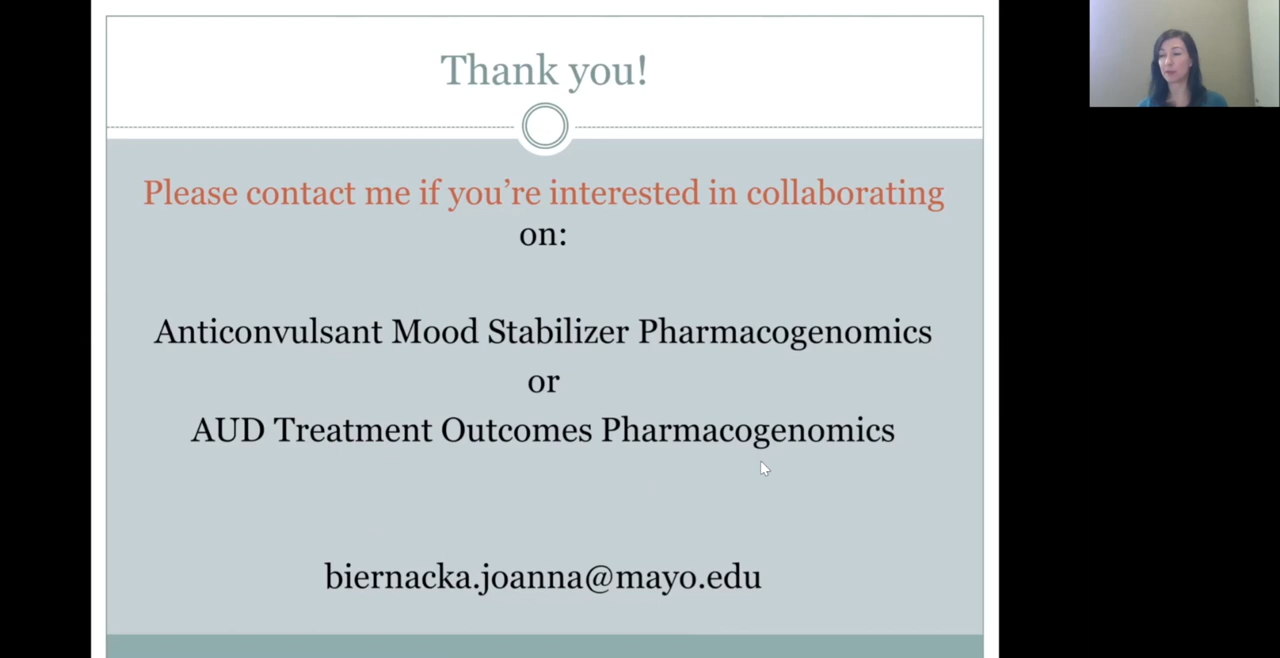 Thank you!
Please contact me if you're interested in collaborating
on:
Anticonvulsant Mood Stabilizer Pharmacogenomics
or
AUD Treatment Outcomes Pharmacogenomics
biernacka.joanna@mayo.edu